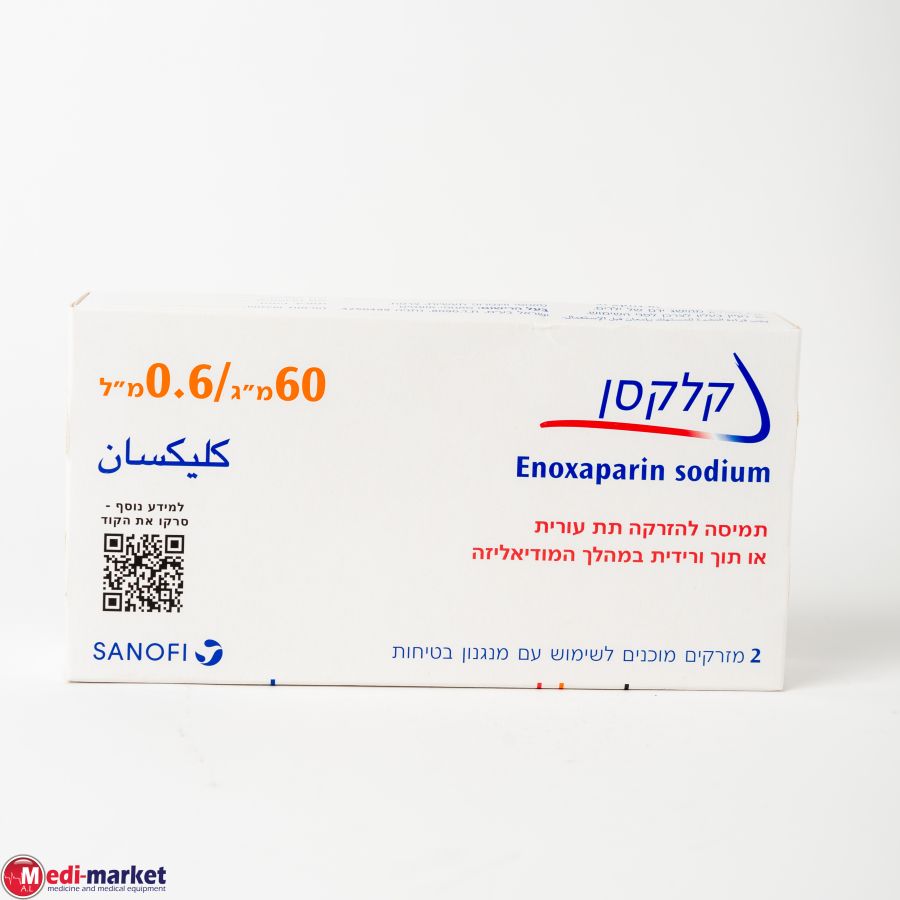 קלקסן
Enoxaparin sodium
60 מ״ג/0.6 מ״ל
كليكسان
תמיסה להזרקה תת עורית
או תוך ורידית במהלך המודיאליזה
למידע נוסף -
סרקו את הקוד
2 מזרקים מוכנים לשימוש עם מנגנון בטיחות
SANOFI
Medi-market
A.L
medicine and medical equipment